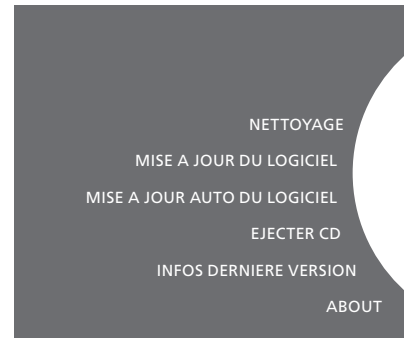 NETTOYAGE
MISE A JOUR DU LOGICIEL
MISE A JOUR AUTO DU LOGICIEL
EJECTER CD
INFOS DERNIERE VERSION
ABOUT